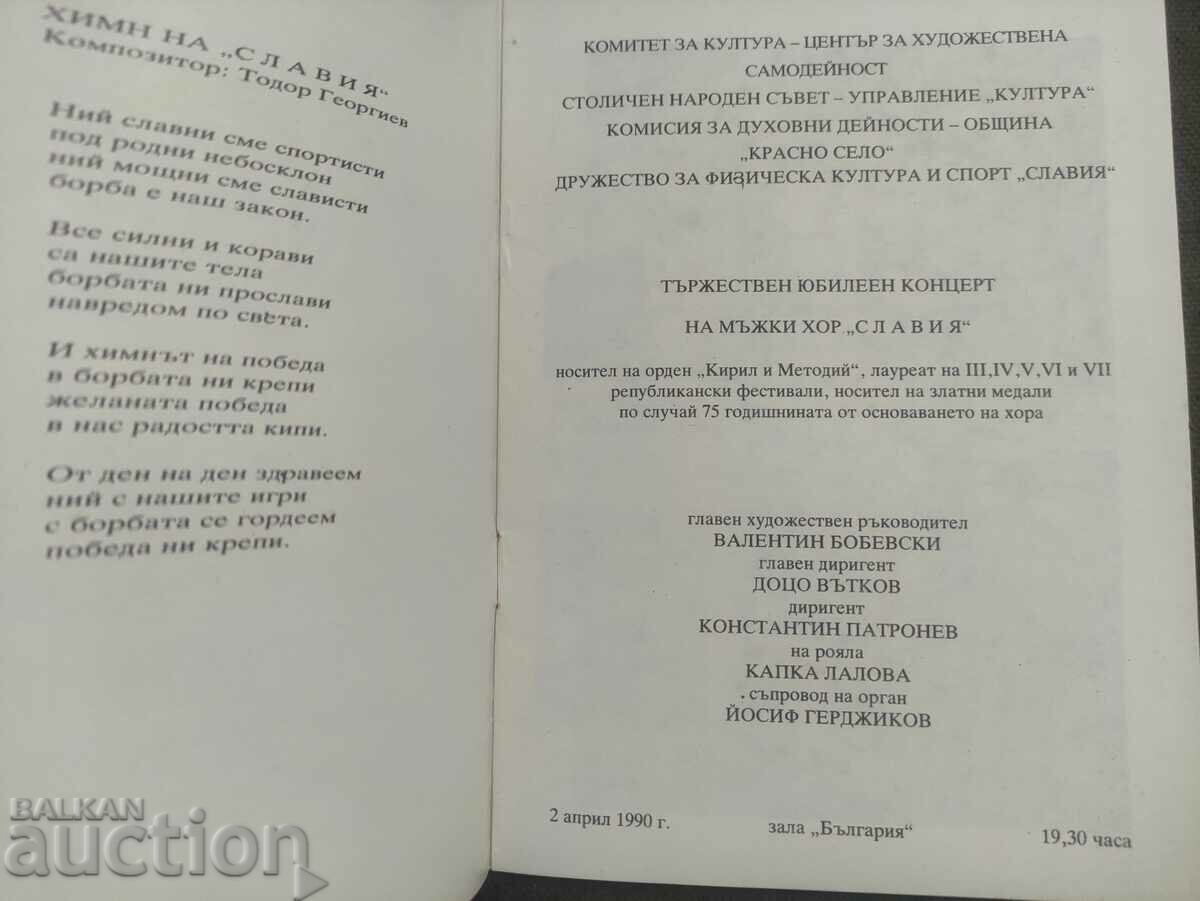 ХИМН НА „С Л А В И Я“
Композитор: Тодор Георгиев
Ний славни сме спортисти
под родни небосклон
ний мощни сме слависти
борба е наш закон.
Все силни и корави
са нашите тела
борбата ни прослави
навредом по света.
И химнът на победа
в борбата ни крепи
желаната победа
в нас радостта кипи.
От ден на ден здравеем
ний с нашите игри
с борбата се гордеем
победа ни крепи.
КОМИТЕТ ЗА КУЛТУРА – ЦЕНТЪР ЗА ХУДОЖЕСТВЕНА
САМОДЕЙНОСТ
СТОЛИЧЕН НАРОДЕН СЪВЕТ – УПРАВЛЕНИЕ „КУЛТУРА“
КОМИСИЯ ЗА ДУХОВНИ ДЕЙНОСТИ – ОБЩИНА
„КРАСНО СЕЛО“
ДРУЖЕСТВО ЗА ФИЗИЧЕСКА КУЛТУРА И СПОРТ „СЛАВИЯ“
ТЪРЖЕСТВЕН ЮБИЛЕЕН КОНЦЕРТ
НА МЪЖКИ ХОР „С Л А В И Я“
носител на орден „Кирил и Методий“, лауреат на III,IV,V,VI и VII
републикански фестивали, носител на златни медали
по случай 75 годишнината от основаването на хора
главен художествен ръководител
ВАЛЕНТИН БОБЕВСКИ
главен диригент
ДОЦО ВЪТКОВ
диригент
КОНСТАНТИН ПАТРОНЕВ
на рояла
КАПКА ЛАЛОВА
съпровод на орган
ЙОСИФ ГЕРДЖИКОВ
2 април 1990 г. зала „България“ 19,30 часа
BALKAN
аукцион